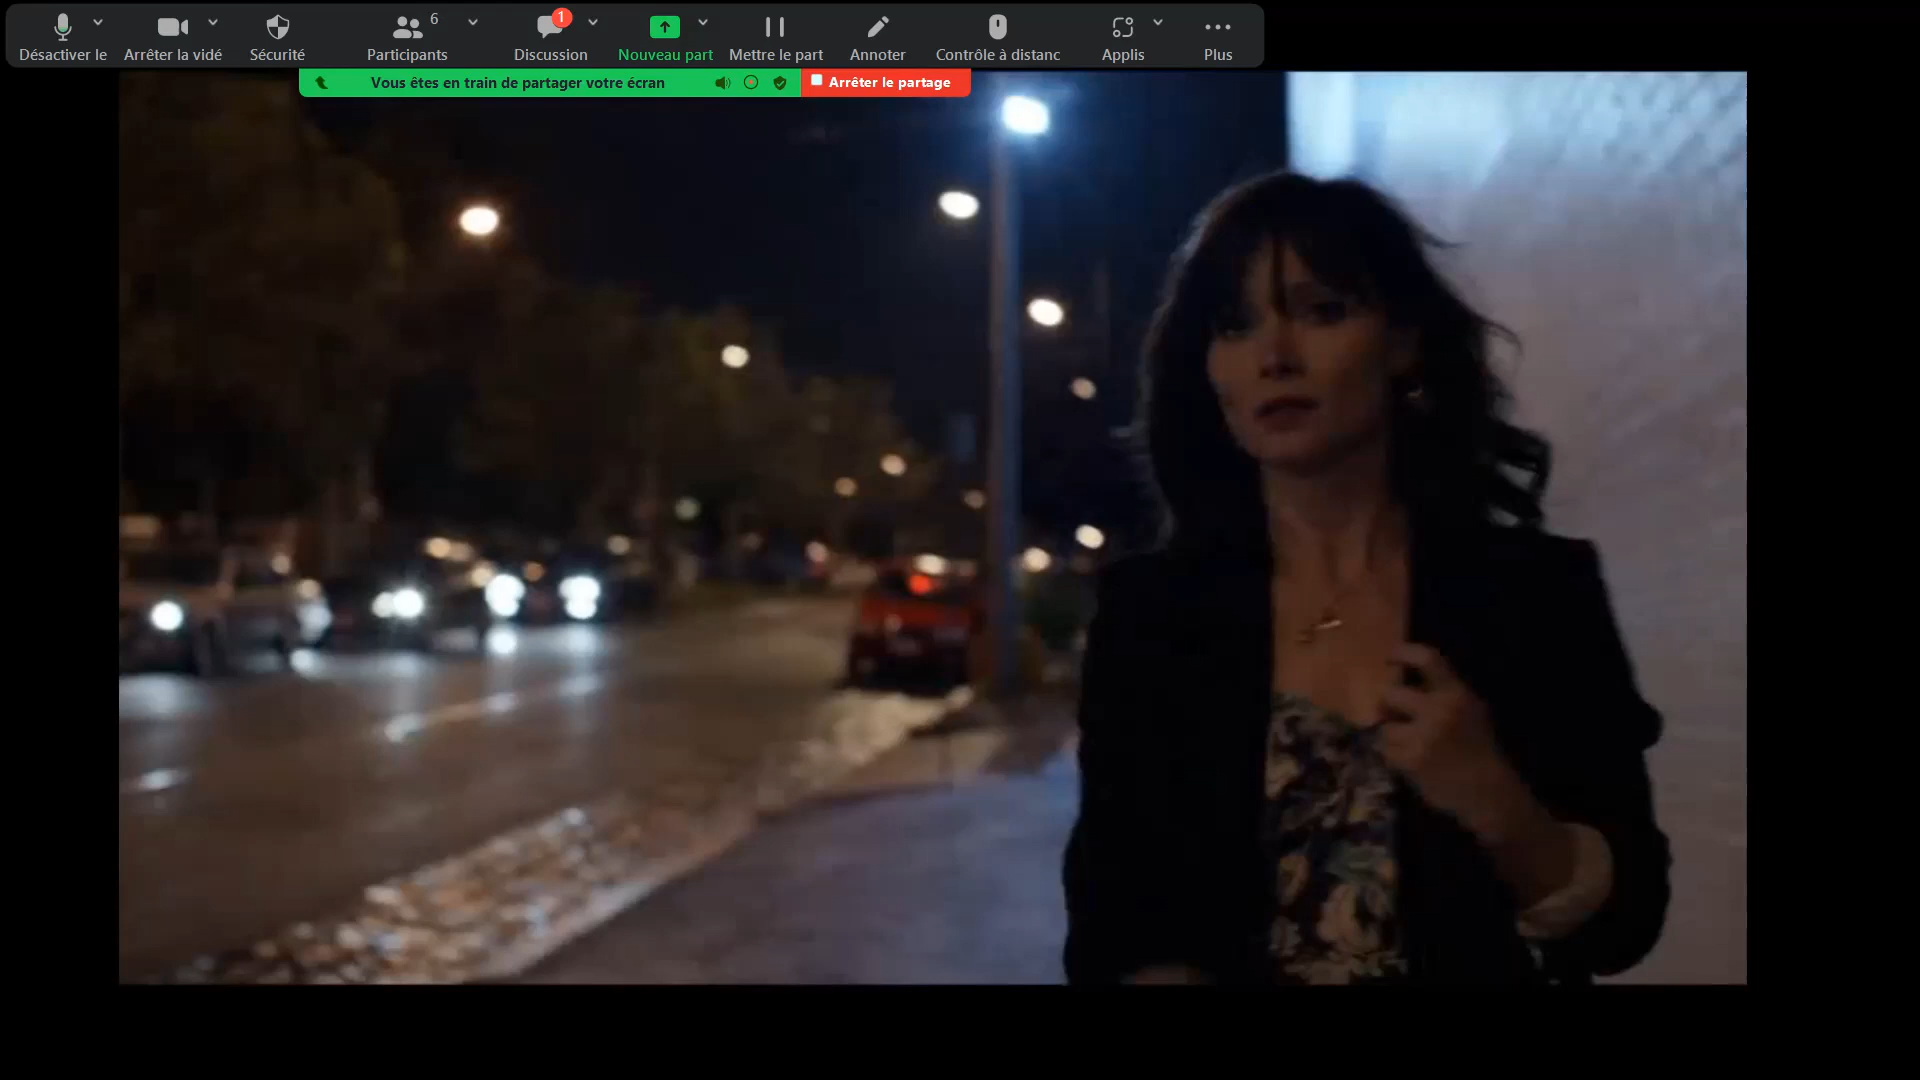 6
1
Désactiver le
Arrêter la vidé
Sécurité
Participants
Discussion
Nouveau part
Mettre le part
Annoter
Contrôle à distanc
Applis
Plus
Vous êtes en train de partager votre écran
Arrêter le partage